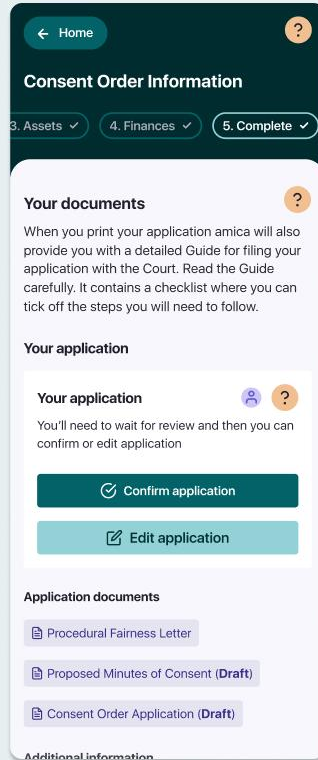 Home
?
Consent Order Information
3. Assets
4. Finances
5. Complete
Your documents
?
When you print your application amica will also
provide you with a detailed Guide for filing your
application with the Court. Read the Guide
carefully. It contains a checklist where you can
tick off the steps you will need to follow.
Your application
Your application
?
You'll need to wait for review and then you can
confirm or edit application
Confirm application
Edit application
Application documents
Procedural Fairness Letter
Proposed Minutes of Consent (Draft)
Consent Order Application (Draft)
Additional information